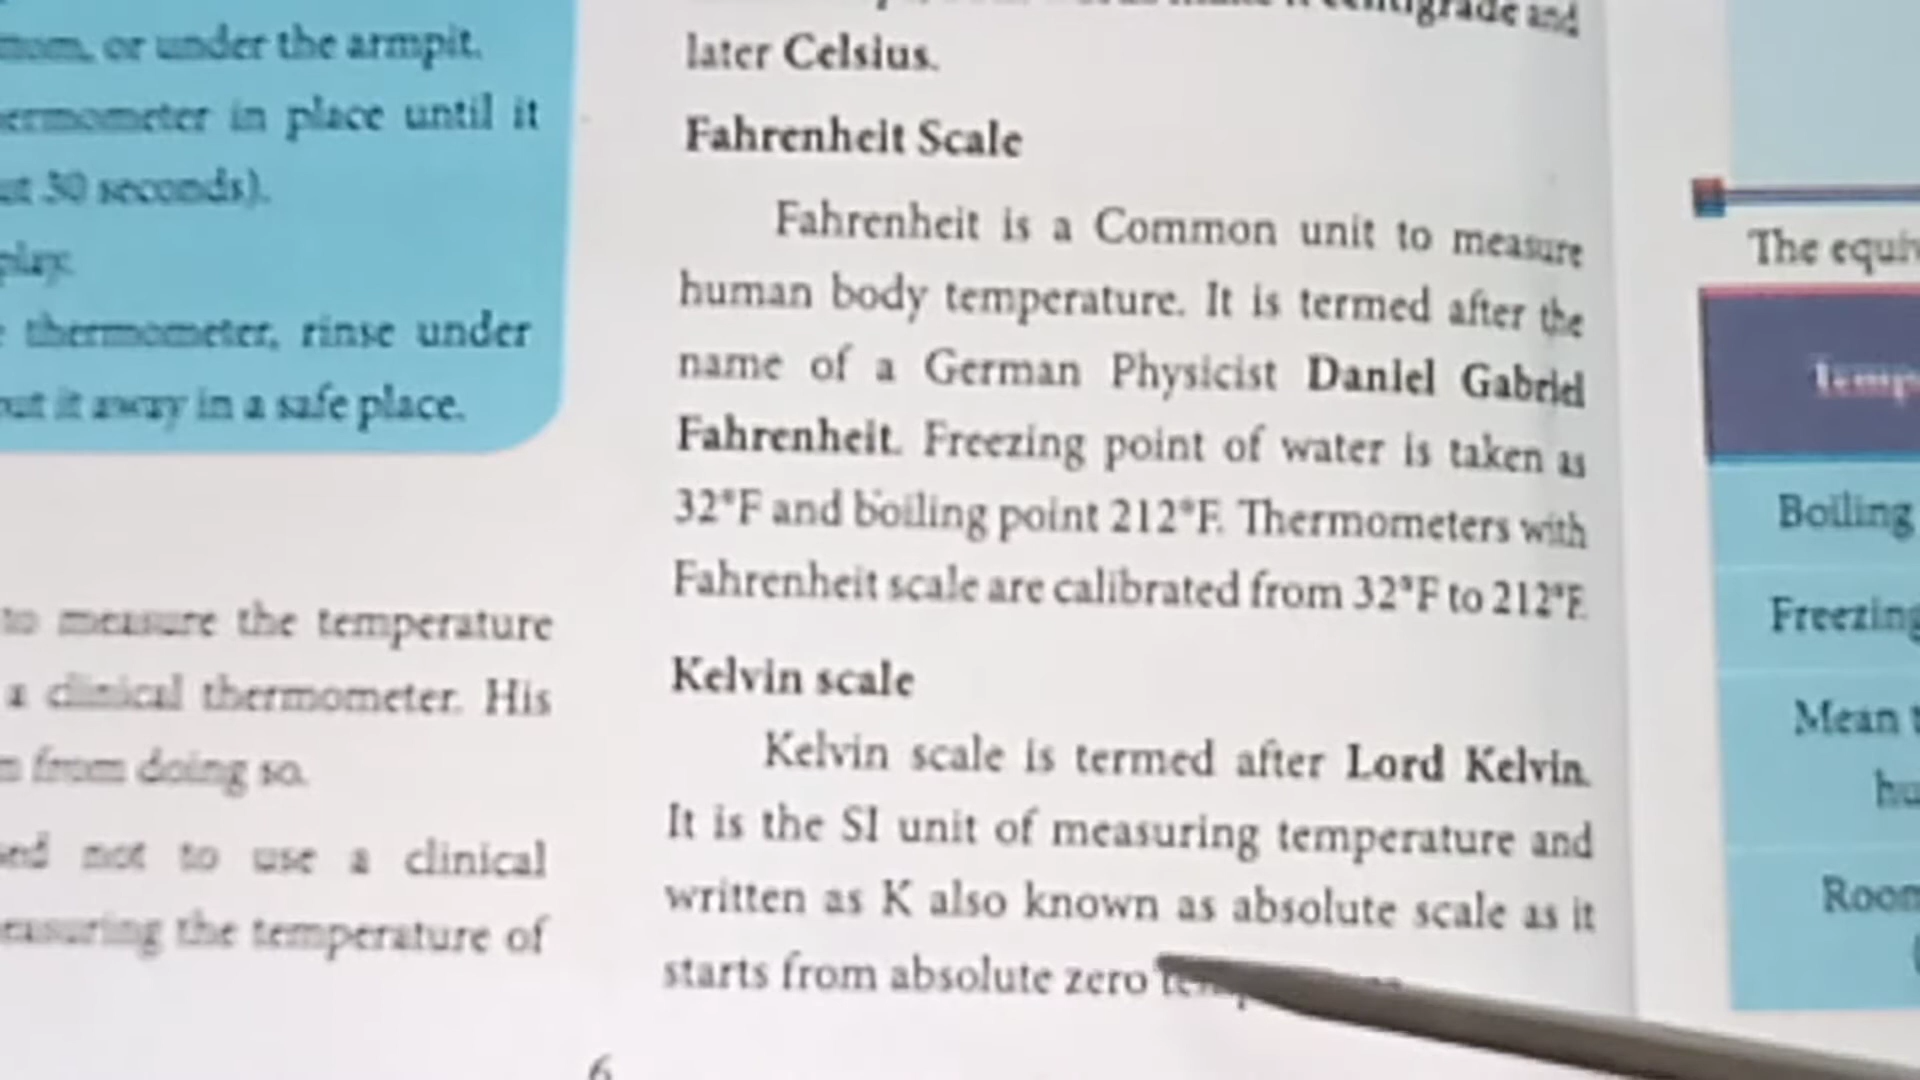 or under the armpit.
thermometer in place until it
30 seconds).
thermometer, rinse under
it away in a safe place.
to measure the temperature
a clinical thermometer. His
from doing so.
not to use a clinical
the temperature of
6
centigrade and
later Celsius.
Fahrenheit Scale
Fahrenheit is a Common unit to measure
human body temperature. It is termed after the
name of a German Physicist Daniel Gabriel
Fahrenheit. Freezing point of water is taken as
32°F and boiling point 212°F. Thermometers with
Fahrenheit scale are calibrated from 32°F to 212°F.
Kelvin scale
Kelvin scale is termed after Lord Kelvin.
It is the SI unit of measuring temperature and
written as K also known as absolute scale as it
starts from absolute zero
The
Boiling
Freezing
Mean
Room